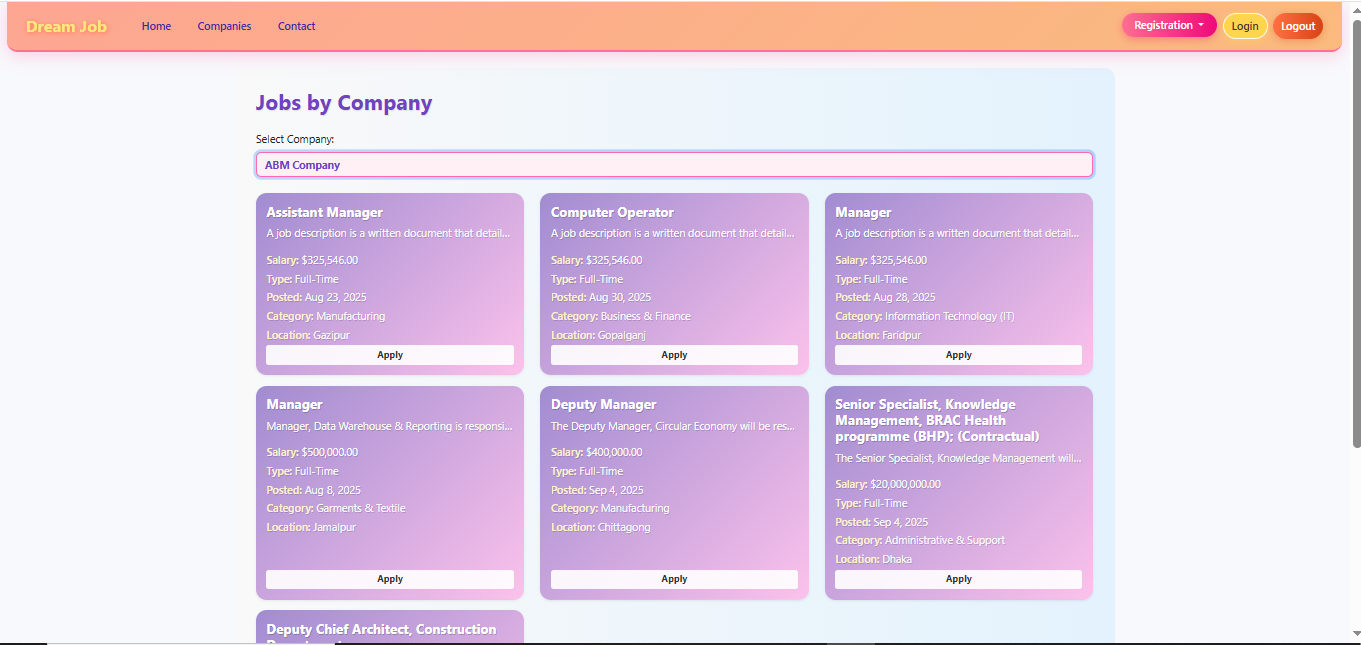 Dream Job
Home
Companies
Contact
Registration
Login
Logout
Jobs by Company
Select Company:
ABM Company
Assistant Manager
A job description is a written document that detail...
Salary: $325,546.00
Type: Full-Time
Posted: Aug 23, 2025
Category: Manufacturing
Location: Gazipur
Apply
Computer Operator
A job description is a written document that detail...
Salary: $325,546.00
Type: Full-Time
Posted: Aug 30, 2025
Category: Business & Finance
Location: Gopalganj
Apply
Manager
A job description is a written document that detail...
Salary: $325,546.00
Type: Full-Time
Posted: Aug 28, 2025
Category: Information Technology (IT)
Location: Faridpur
Apply
Manager
Manager, Data Warehouse & Reporting is responsi...
Salary: $500,000.00
Type: Full-Time
Posted: Aug 8, 2025
Category: Garments & Textile
Location: Jamalpur
Apply
Deputy Manager
The Deputy Manager, Circular Economy will be res...
Salary: $400,000.00
Type: Full-Time
Posted: Sep 4, 2025
Category: Manufacturing
Location: Chittagong
Apply
Senior Specialist, Knowledge
Management, BRAC Health
programme (BHP); (Contractual)
The Senior Specialist, Knowledge Management will...
Salary: $20,000,000.00
Type: Full-Time
Posted: Sep 4, 2025
Category: Administrative & Support
Location: Dhaka
Apply
Deputy Chief Architect, Construction